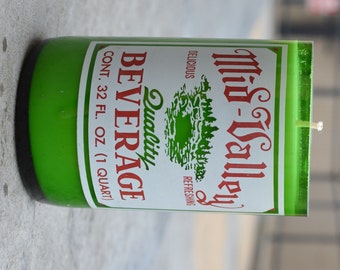 Mid-Valley
DELICIOUS
REFRESHING
Quality
BEVERAGE
CONT. 32 FL. OZ. (1 QUART)